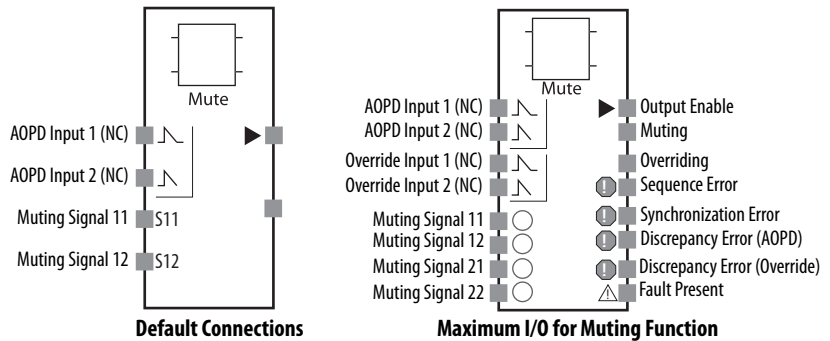 Mute
AOPD Input 1 (NC)
AOPD Input 2 (NC)
Muting Signal 11 S11
Muting Signal 12 S12
Default Connections
Mute
AOPD Input 1 (NC)
AOPD Input 2 (NC)
Override Input 1 (NC)
Override Input 2 (NC)
Muting Signal 11
Muting Signal 12
Muting Signal 21
Muting Signal 22
Output Enable
Muting
Overriding
! Sequence Error
! Synchronization Error
! Discrepancy Error (AOPD)
! Discrepancy Error (Override)
! Fault Present
Maximum I/O for Muting Function